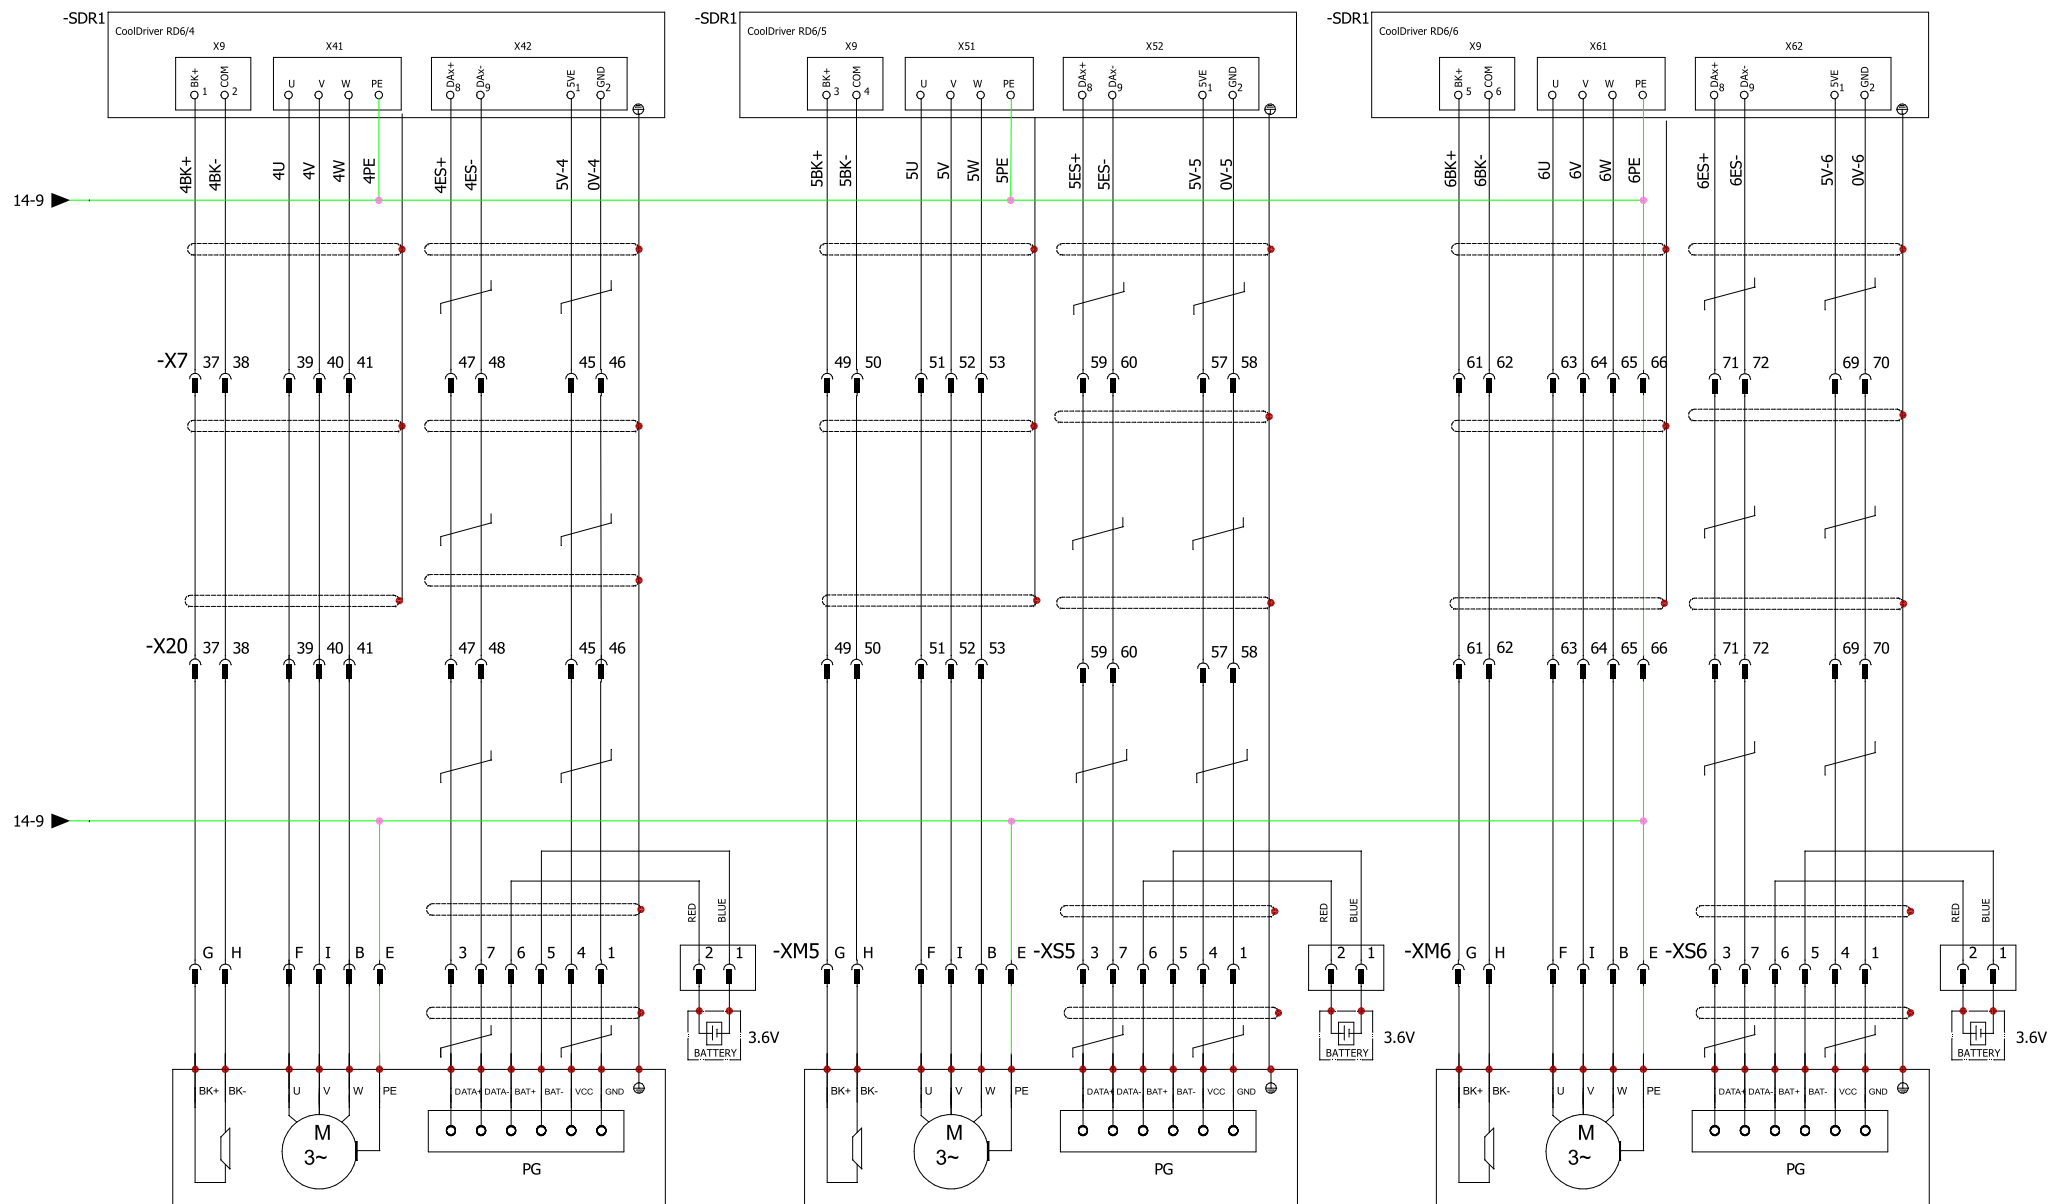 -SDR1 -SDR1 -SDR1
CoolDriver RD6/4 CoolDriver RD6/5 CoolDriver RD6/6
X9 X41 X42 X9 X51 X52 X9 X61 X62
BK+ COM U V W PE DAx+ DAx- 5VE GND BK+ COM U V W PE DAx+ DAx- 5VE GND BK+ COM U V W PE DAx+ DAx- 5VE GND
1 2 8 9 1 2 3 4 8 9 1 2 5 6 8 9 1 2
4BK+ 4BK- 4U 4V 4W 4PE 4ES+ 4ES- 5V-4 0V-4 5BK+ 5BK- 5U 5V 5W 5PE 5ES+ 5ES- 5V-5 0V-5 6BK+ 6BK- 6U 6V 6W 6PE 6ES+ 6ES- 5V-6 0V-6
14-9
-X7 37 38 39 40 41 47 48 45 46 49 50 51 52 53 59 60 57 58 61 62 63 64 65 66 71 72 69 70
-X20 37 38 39 40 41 47 48 45 46 49 50 51 52 53 59 60 57 58 61 62 63 64 65 66 71 72 69 70
14-9
RED BLUE RED BLUE RED BLUE
G H F I B E 3 7 6 5 4 1 2 1 -XM5 G H F I B E -XS5 3 7 6 5 4 1 2 1 -XM6 G H F I B E -XS6 3 7 6 5 4 1 2 1
3.6V 3.6V 3.6V
BATTERY BATTERY BATTERY
BK+ BK- U V W PE DATA+ DATA- BAT+ BAT- VCC GND BK+ BK- U V W PE DATA+ DATA- BAT+ BAT- VCC GND BK+ BK- U V W PE DATA+ DATA- BAT+ BAT- VCC GND
M M M
3~ 3~ 3~
PG PG PG